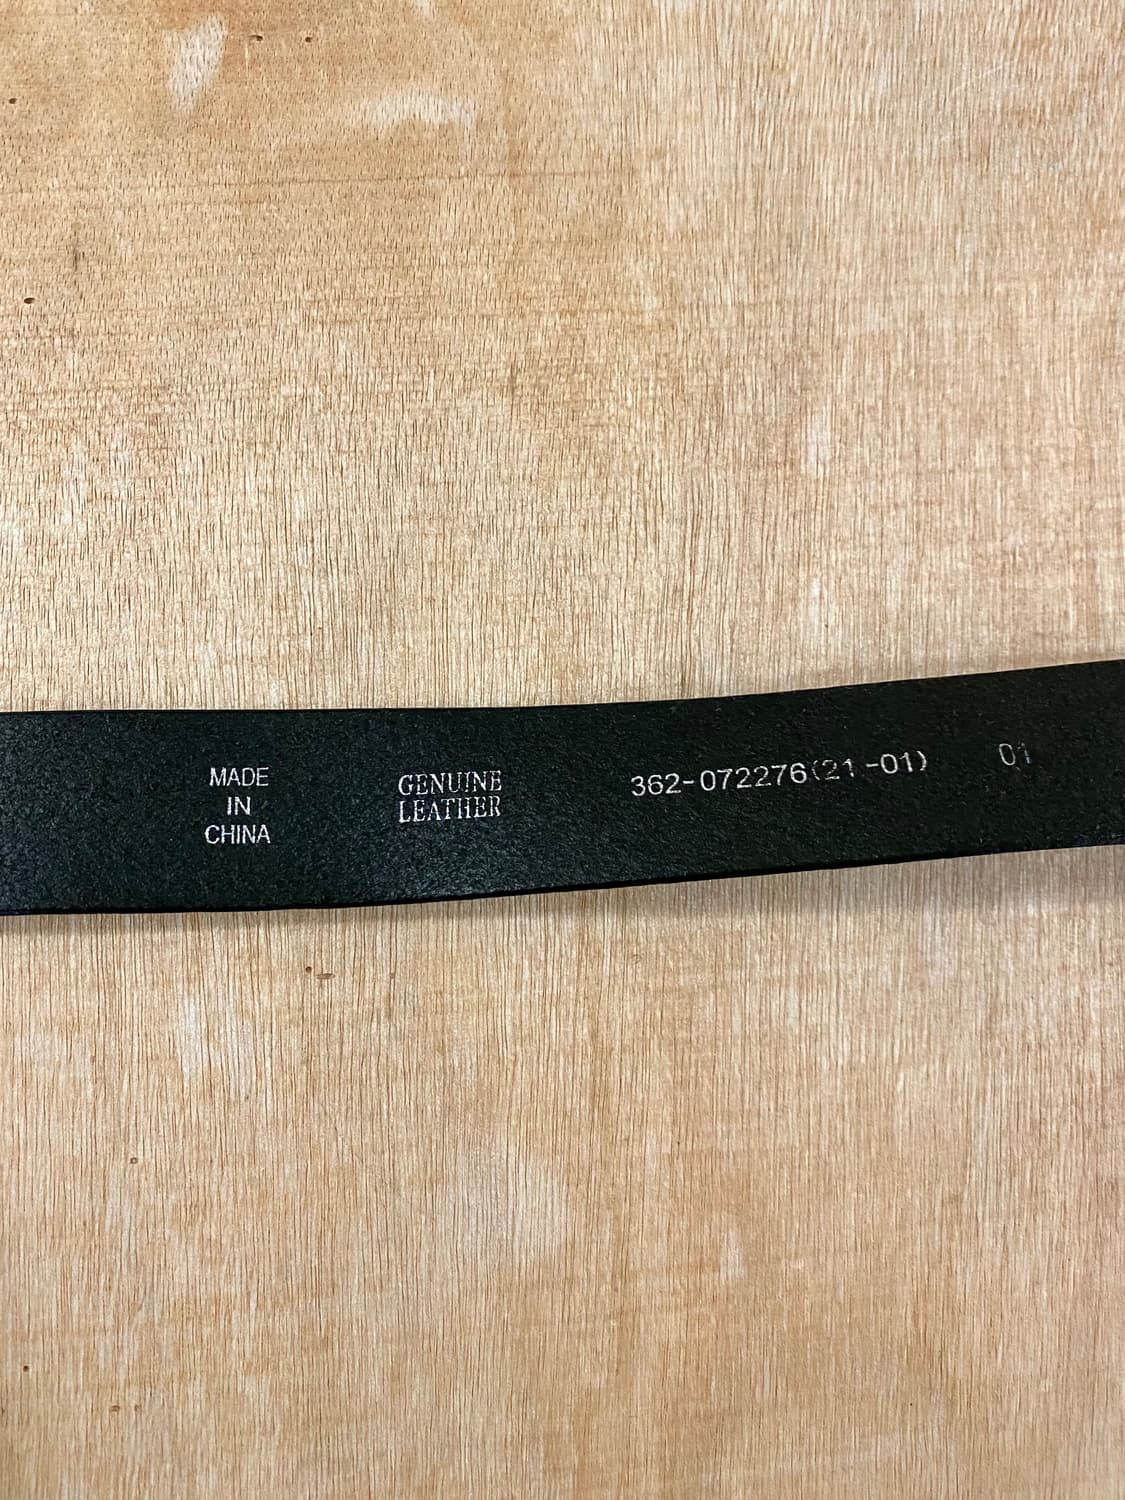 MADE
IN
CHINA
GENUINE
LEATHER
362-072276(21-01)
01